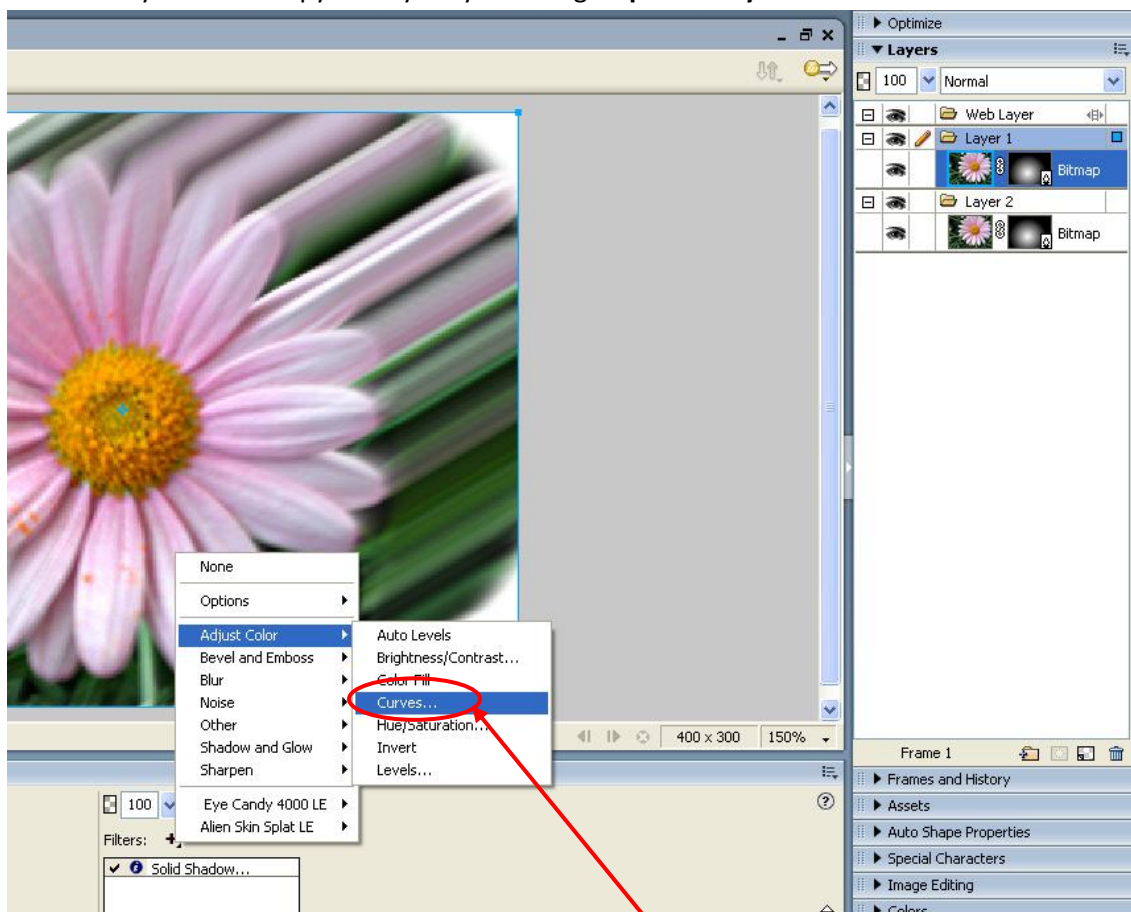 Optimize
Layers
100 Normal
Web Layer
Layer 1
Bitmap
Layer 2
Bitmap
None
Options
Adjust Color
Bevel and Emboss
Blur
Noise
Other
Shadow and Glow
Sharpen
Eye Candy 4000 LE
Alien Skin Splat LE
Auto Levels
Brightness/Contrast...
Color Fill
Curves...
Hue/Saturation...
Invert
Levels...
400 x 300 150%
Frame 1
Frames and History
Assets
Auto Shape Properties
Special Characters
Image Editing
Colors
100
Filters:
Solid Shadow...